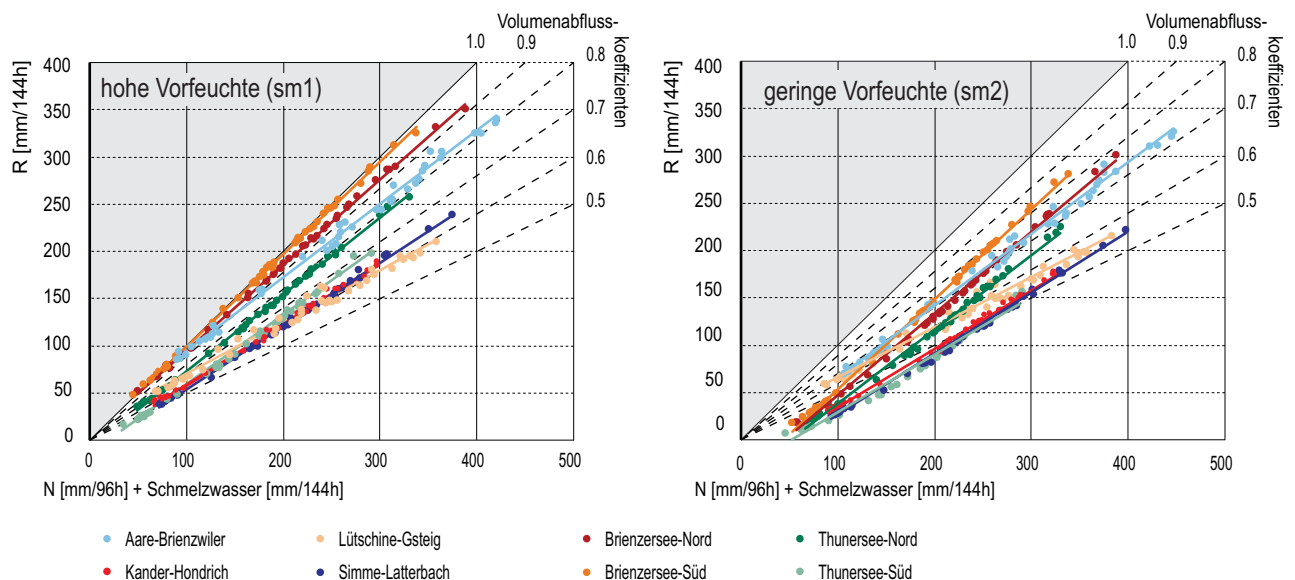 Volumenabfluss-
1.0
0.9
0.8
koeffizienten
0.7
0.6
0.5
hohe Vorfeuchte (sm1)
R [mm/144h]
400
350
300
250
200
150
100
50
0
0 100 200 300 400 500
N [mm/96h] + Schmelzwasser [mm/144h]
Volumenabfluss-
1.0
0.9
0.8
koeffizienten
0.7
0.6
0.5
geringe Vorfeuchte (sm2)
R [mm/144h]
400
350
300
250
200
150
100
50
0
0 100 200 300 400 500
N [mm/96h] + Schmelzwasser [mm/144h]
Aare-Brienzwiler Lütschine-Gsteig Brienzersee-Nord Thunersee-Nord
Kander-Hondrich Simme-Latterbach Brienzersee-Süd Thunersee-Süd